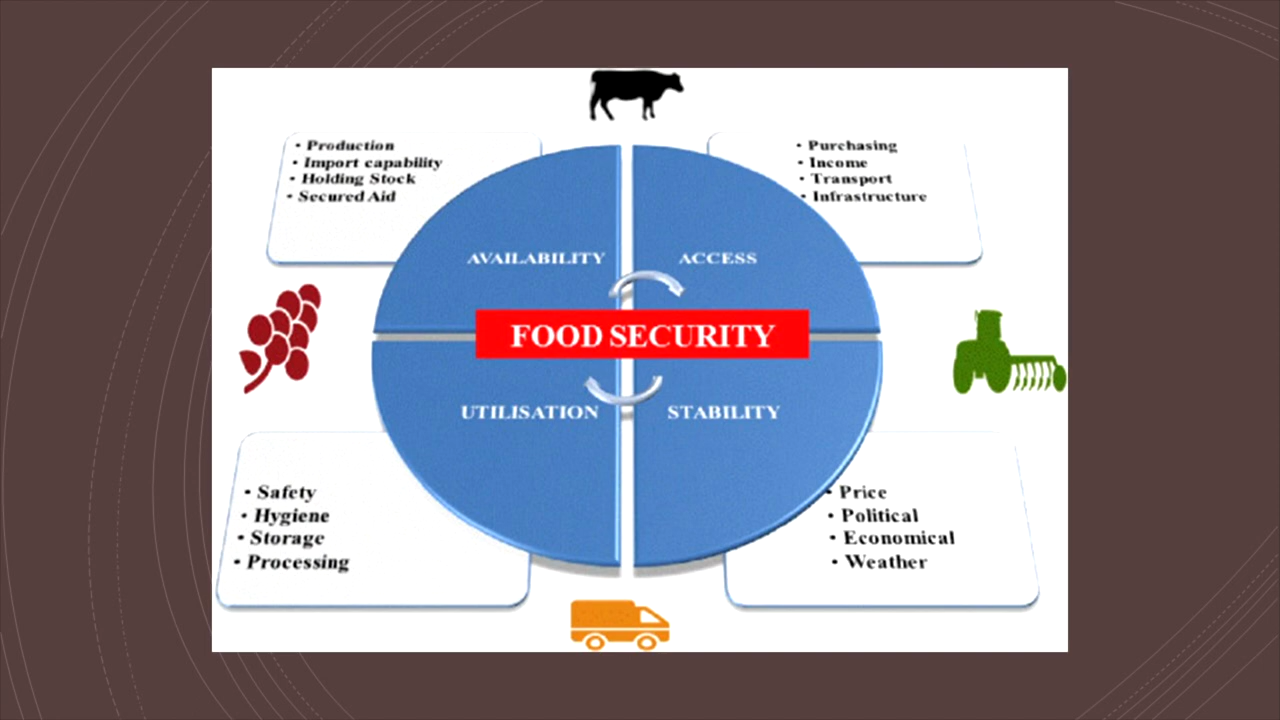 • Production
• Import capability
• Holding Stock
• Secured Aid
• Purchasing
• Income
• Transport
• Infrastructure
AVAILABILITY
ACCESS
FOOD SECURITY
UTILISATION
STABILITY
• Safety
• Hygiene
• Storage
• Processing
• Price
• Political
• Economical
• Weather